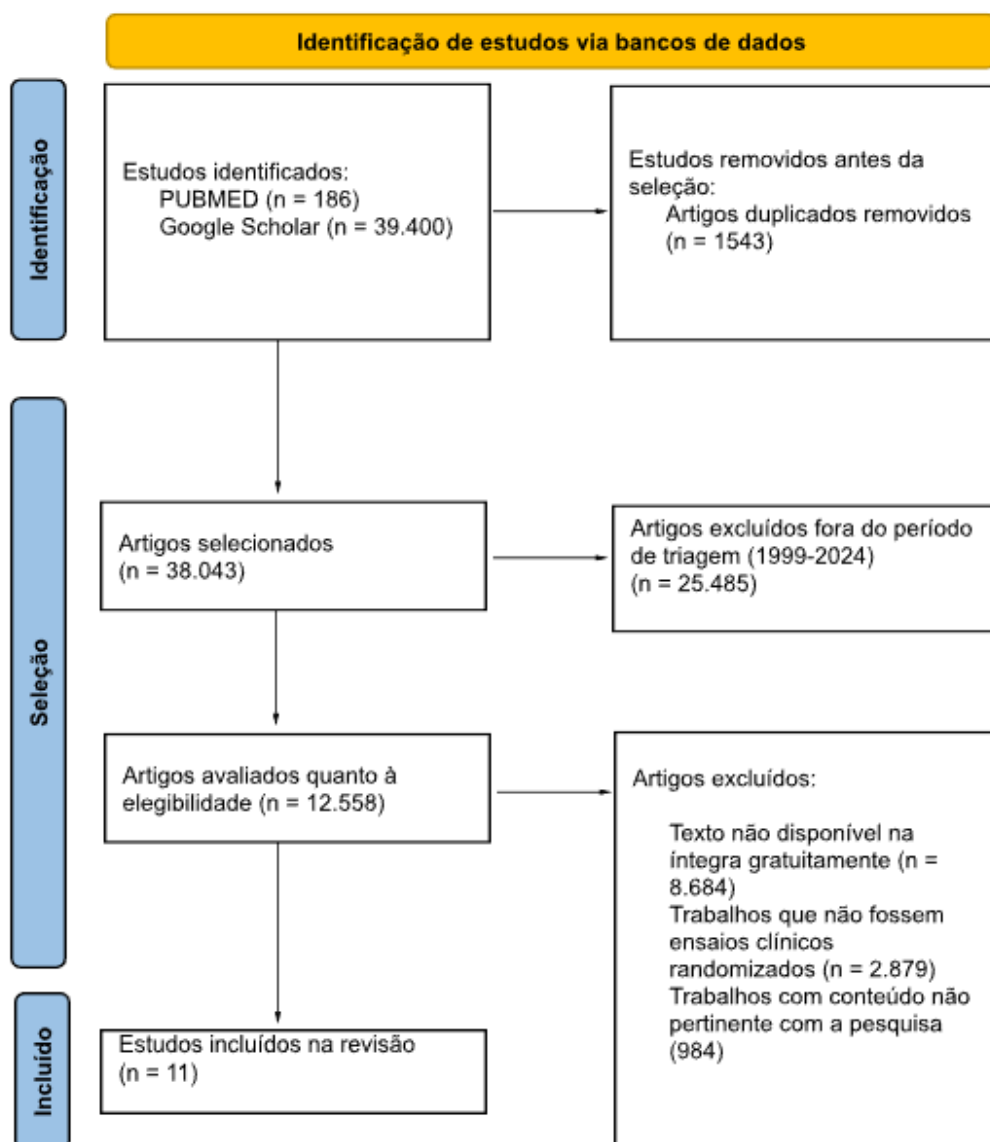 Identificação de estudos via bancos de dados
Identificação
Estudos identificados:
PUBMED (n = 186)
Google Scholar (n = 39.400)
Estudos removidos antes da
seleção:
Artigos duplicados removidos
(n = 1543)
Seleção
Artigos selecionados
(n = 38.043)
Artigos excluídos fora do período
de triagem (1999-2024)
(n = 25.485)
Artigos avaliados quanto à
elegibilidade (n = 12.558)
Artigos excluídos:
Texto não disponível na
íntegra gratuitamente (n =
8.684)
Trabalhos que não fossem
ensaios clínicos
randomizados (n = 2.879)
Trabalhos com conteúdo não
pertinente com a pesquisa
(984)
Incluído
Estudos incluídos na revisão
(n = 11)